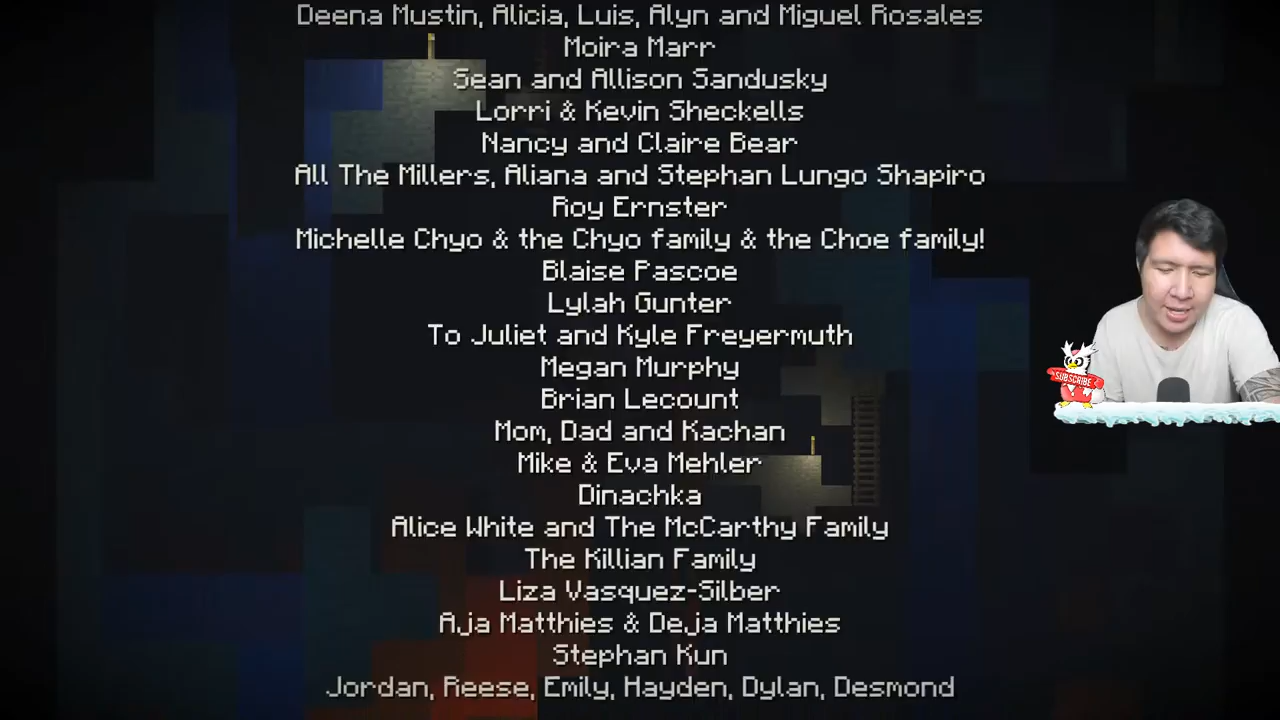 Deena Mustin, Alicia, Luis, Alyn and Miguel Rosales
Moira Marr
Sean and Allison Sandusky
Lorri & Kevin Sheckells
Nancy and Claire Bear
All The Millers, Aliana and Stephan Lungo Shapiro
Roy Ernster
Michelle Chyo & the Chyo family & the Choe family!
Blaise Pascoe
Lylah Gunter
To Juliet and Kyle Freyermuth
Megan Murphy
SUBSCRIBE
Brian Lecount
Mom, Dad and Kachan
Mike & Eva Mehler
Dinachka
Alice White and The McCarthy Family
The Killian Family
Liza Vasquez-Silber
Aja Matthies & Deja Matthies
Stephan Kun
Jordan, Reese, Emily, Hayden, Dylan, Desmond